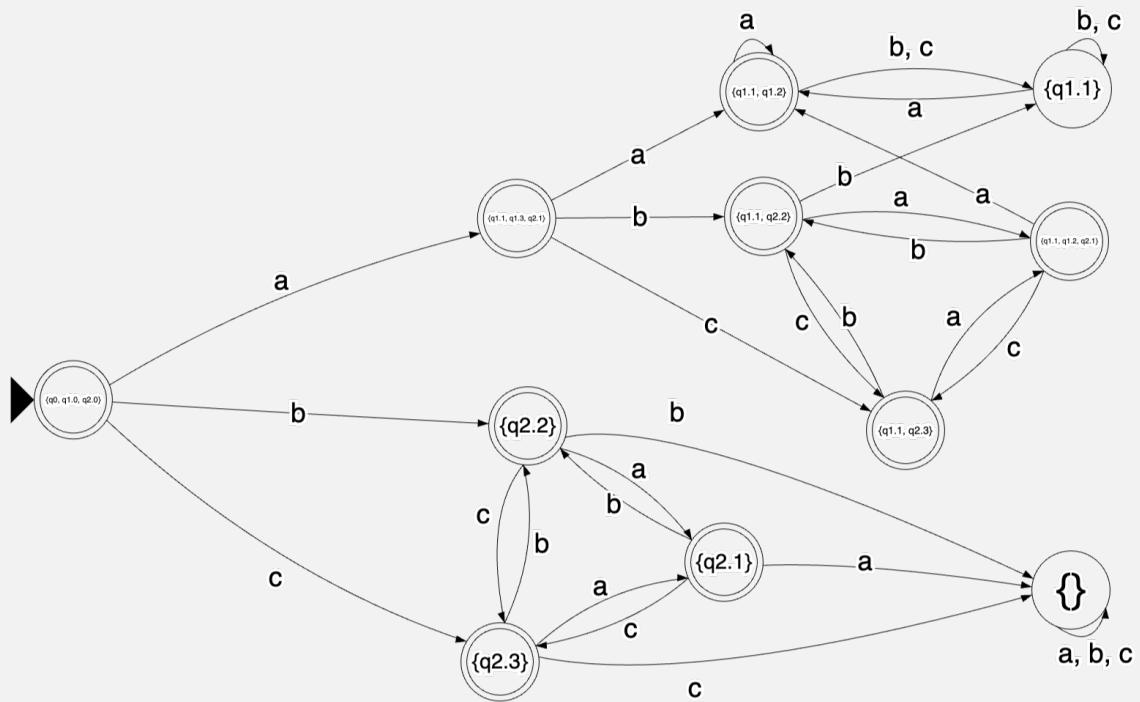 a
b, c
b, c
{q1.1, q1.2}
{q1.1}
a
a
b
a
a
{q1.1, q1.3, q2.1}
b
{q1.1, q2.2}
{q1.1, q1.2, q2.1}
b
a
c
c
b
a
c
{q0, q1.0, q2.0}
b
{q2.2}
b
{q1.1, q2.3}
a
b
c
b
{q2.1}
a
c
a
{}
c
{q2.3}
a, b, c
c